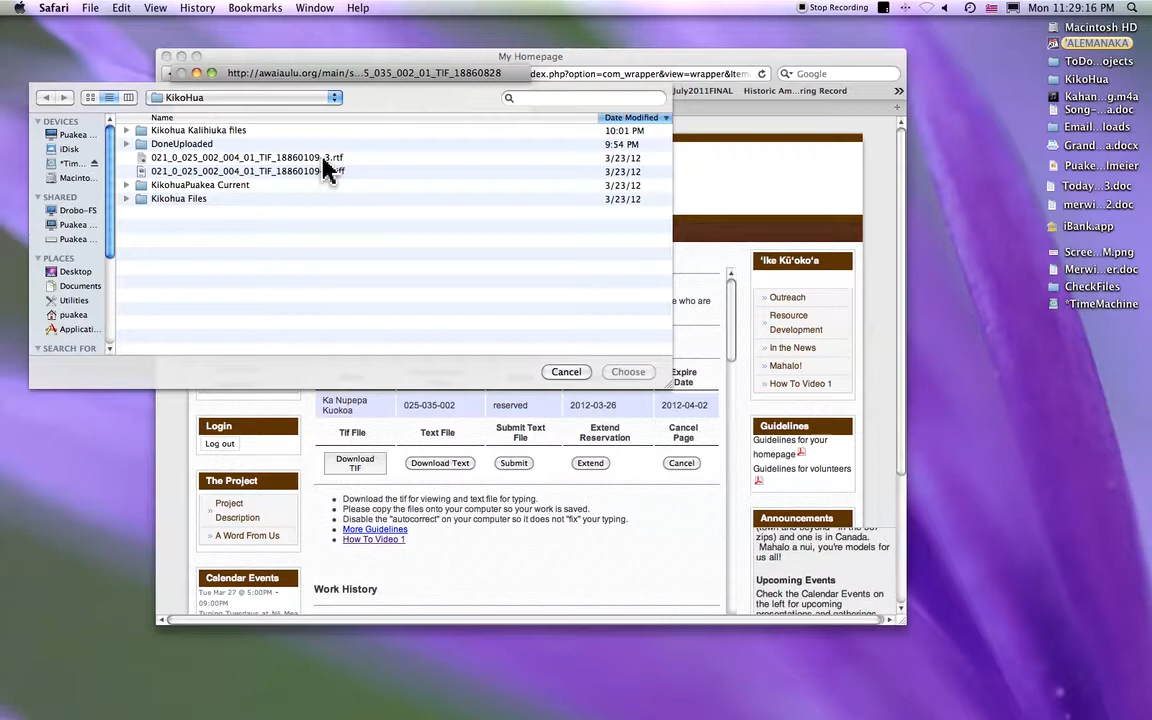 Safari File Edit View History Bookmarks Window Help
Stop Recording
Mon 11:29:16 PM
My Homepage
http://awaiaulu.org/main/s...5_035_002_01_TIF_18860828
dex.php?option=com_wrapper&view=wrapper&Item
Google
July2011FINAL Historic Am...ring Record
KikoHua
DEVICES
Puakea ...
iDisk
*Tim...
Macinto...
SHARED
Drobo-FS
Puakea ...
Puakea ...
PLACES
Desktop
Documents
Utilities
puakea
Applicati...
SEARCH FOR
Name Date Modified
Kikohua Kalihiuka files 10:01 PM
DoneUploaded 9:54 PM
021_0_025_002_004_01_TIF_18860109_3.rtf 3/23/12
021_0_025_002_004_01_TIF_18860109 3/23/12
KikohuaPuakea Current 3/23/12
Kikohua Files 3/23/12
Cancel Choose
who are
Expire
Date
Ka Nupepa
Kuokoa
025-035-002 reserved 2012-03-26 2012-04-02
Tif File Text File Submit Text
File Extend
Reservation Cancel
Page
Download
TIF
Download Text Submit Extend Cancel
Download the tif for viewing and text file for typing.
Please copy the files onto your computer so your work is saved.
Disable the "autocorrect" on your computer so it does not "fix" your typing.
More Guidelines
How To Video 1
Work History
Login
Log out
The Project
Project
Description
A Word From Us
Calendar Events
Tue Mar 27 @ 5:00PM -
09:00PM
'Ike Kūʻokoʻa
Outreach
Resource
Development
In the News
Mahalo!
How To Video 1
Guidelines
Guidelines for your
homepage
Guidelines for volunteers
Announcements
zips) and one in Canada.
Mahalo a nui, you're models for
us all!
Upcoming Events
Check the Calendar Events on
the left for upcoming
Macintosh HD
'ALEMANAKA
ToDo...ojects
KikoHua
Kahan...g.m4a
Song-...a.doc
Email...loads
Grand...a.docx
Puake...lmeier
Today...3.doc
merwi...2.doc
iBank.app
Scree...M.png
Merwi...er.doc
CheckFiles
*TimeMachine